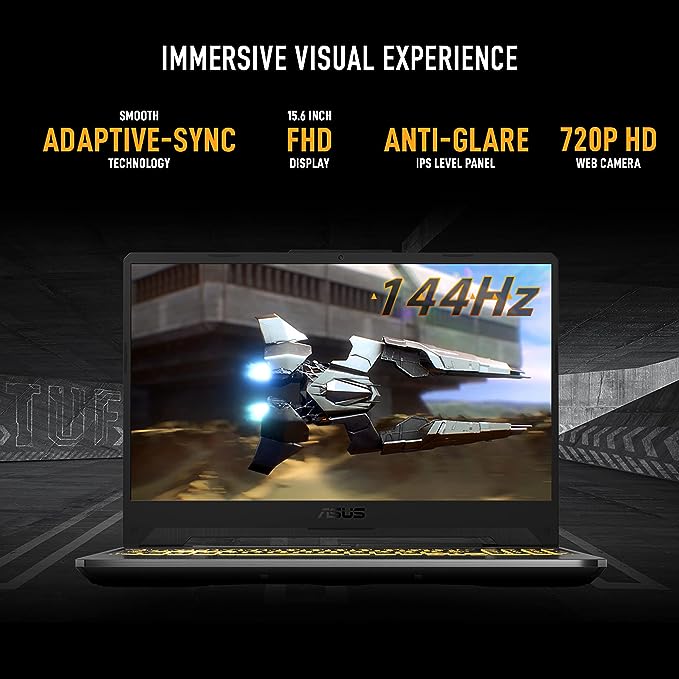 IMMERSIVE VISUAL EXPERIENCE
SMOOTH
ADAPTIVE-SYNC
TECHNOLOGY
15.6 INCH
FHD
DISPLAY
ANTI-GLARE
IPS LEVEL PANEL
720P HD
WEB CAMERA
144Hz
TUF
ASUS